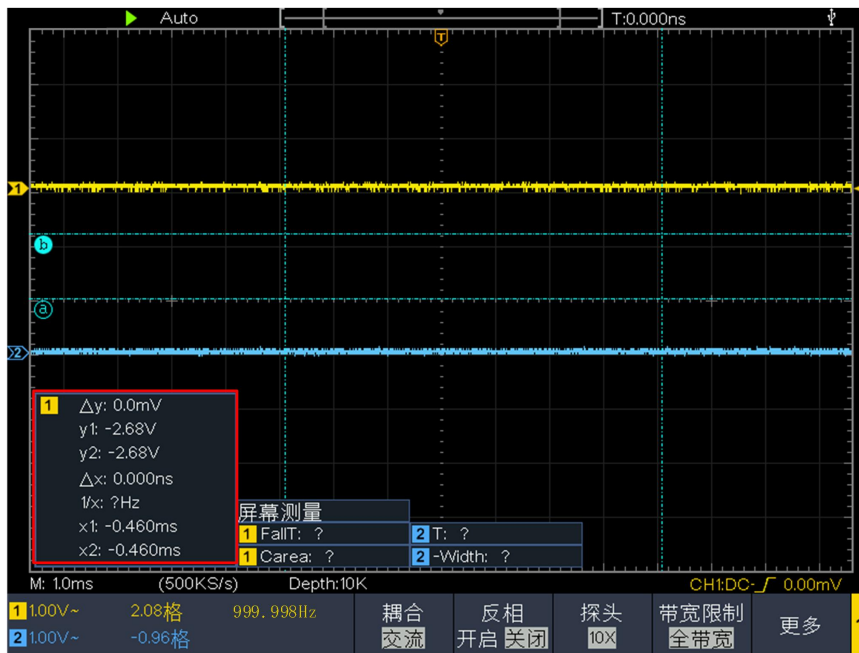 Auto T:0.000ns
T
1
b
a
2
1 △y: 0.0mV
y1: -2.68V
y2: -2.68V
△x: 0.000ns
1/x: ?Hz
x1: -0.460ms
x2: -0.460ms
屏幕测量
1 FallT: ? 2 T: ?
1 Carea: ? 2 -Width: ?
M: 1.0ms (500KS/s) Depth:10K CH1:DC- 0.00mV
1 1.00V~ 2.08格 999.998Hz
2 1.00V~ -0.96格
耦合 反相 探头 带宽限制 更多
交流 开启 关闭 10X 全带宽